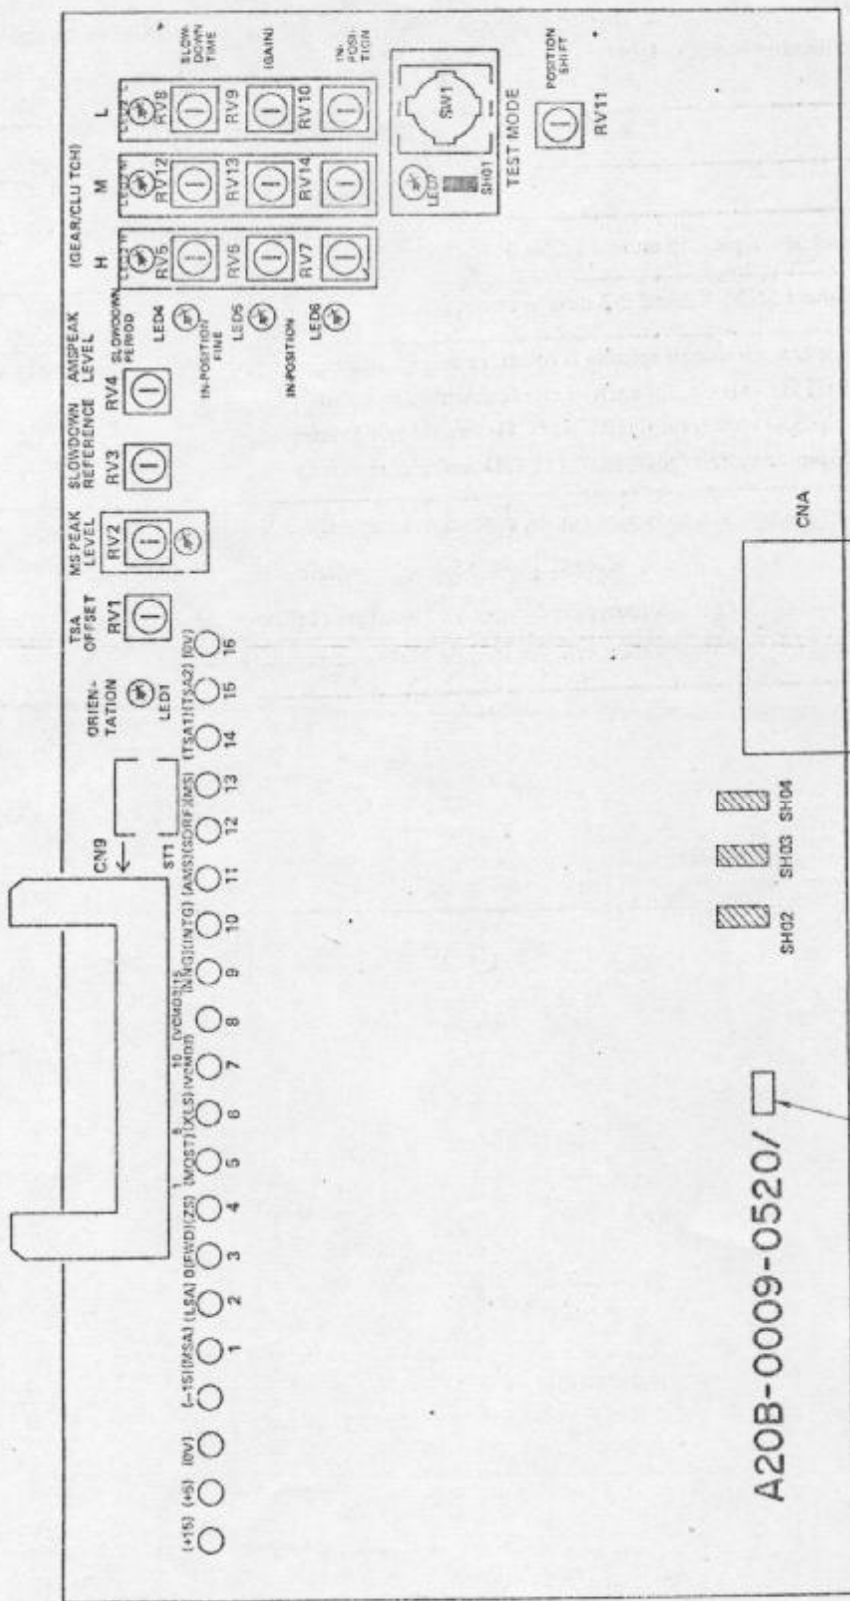 (GEAR/CLUTCH)
H M L
SLOW-
DOWN
TIME
(GAIN)
IN-
POSI-
TION
RV5 RV12 RV8
RV6 RV13 RV9
RV7 RV14 RV10
TSA
OFFSET
MS PEAK
LEVEL
SLOWDOWN
REFERENCE
AMSPEAK
LEVEL
SLOWDOWN
PERIOD
RV1
RV2
RV3
RV4
LED4
IN-POSITION
FINE
LED5
IN-POSITION
LED6
LED7
SH01
SW1
TEST MODE
POSITION
SHIFT
RV11
ORIEN-
TATION
LED1
CN9
ST1
(+15) (+5) (0V) (-15) (MSA) (LSA) (FWD) (ZS) (MOST) (XLS) (VCMD3) (NNG) (INTG) (AMS) (SDRF) (MS) (TSA1) (TSA2) (0V)
1 2 3 4 5 6 7 8 9 10 11 12 13 14 15 16
CNA
SH02
SH03
SH04
A20B-0009-0520/